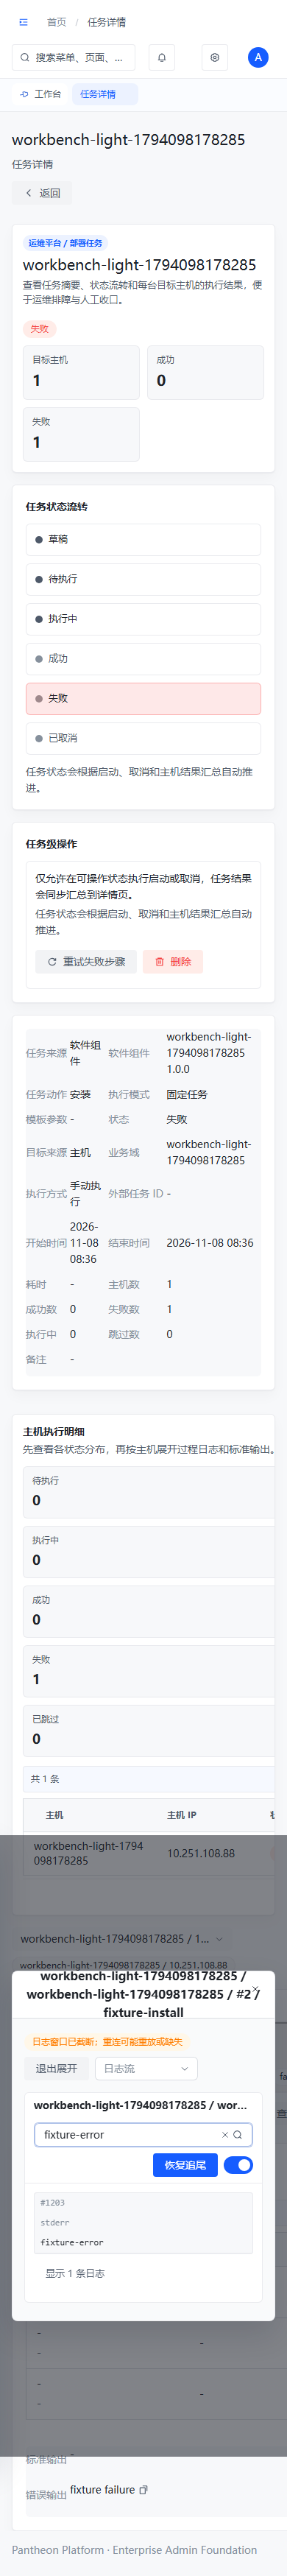 首页 / 任务详情
搜索菜单、页面、...
A
工作台
任务详情
workbench-light-1794098178285
任务详情
返回
运维平台 / 部署任务
workbench-light-1794098178285
查看任务摘要、状态流转和每台目标主机的执行结果，便
于运维排障与人工收口。
失败
目标主机
1
成功
0
失败
1
任务状态流转
草稿
待执行
执行中
成功
失败
已取消
任务状态会根据启动、取消和主机结果汇总自动推
进。
任务级操作
仅允许在可操作状态执行启动或取消，任务结果
会同步汇总到详情页。
任务状态会根据启动、取消和主机结果汇总自动
推进。
重试失败步骤
删除
任务来源 软件组件 软件组件 workbench-light-1794098178285 1.0.0
任务动作 安装 执行模式 固定任务
模板参数 - 状态 失败
目标来源 主机 业务域 workbench-light-1794098178285
执行方式 手动执行 外部任务 ID -
开始时间 2026-11-08 08:36 结束时间 2026-11-08 08:36
耗时 - 主机数 1
成功数 0 失败数 1
执行中 0 跳过数 0
备注 -
主机执行明细
先查看各状态分布，再按主机展开过程日志和标准输出。
待执行
0
执行中
0
成功
0
失败
1
已跳过
0
共 1 条
主机 主机 IP
workbench-light-1794098178285 10.251.108.88
workbench-light-1794098178285 / 1...
workbench-light-1794098178285 / 10.251.108.88
workbench-light-1794098178285 /
workbench-light-1794098178285 / #2 /
fixture-install
日志窗口已截断：重连可能重放或缺失
退出展开
日志流
workbench-light-1794098178285 / wor...
fixture-error
恢复追尾
#1203
stderr
fixture-error
显示 1 条日志
fa
查
-
-
-
-
-
-
标准输出 -
错误输出 fixture failure
Pantheon Platform · Enterprise Admin Foundation